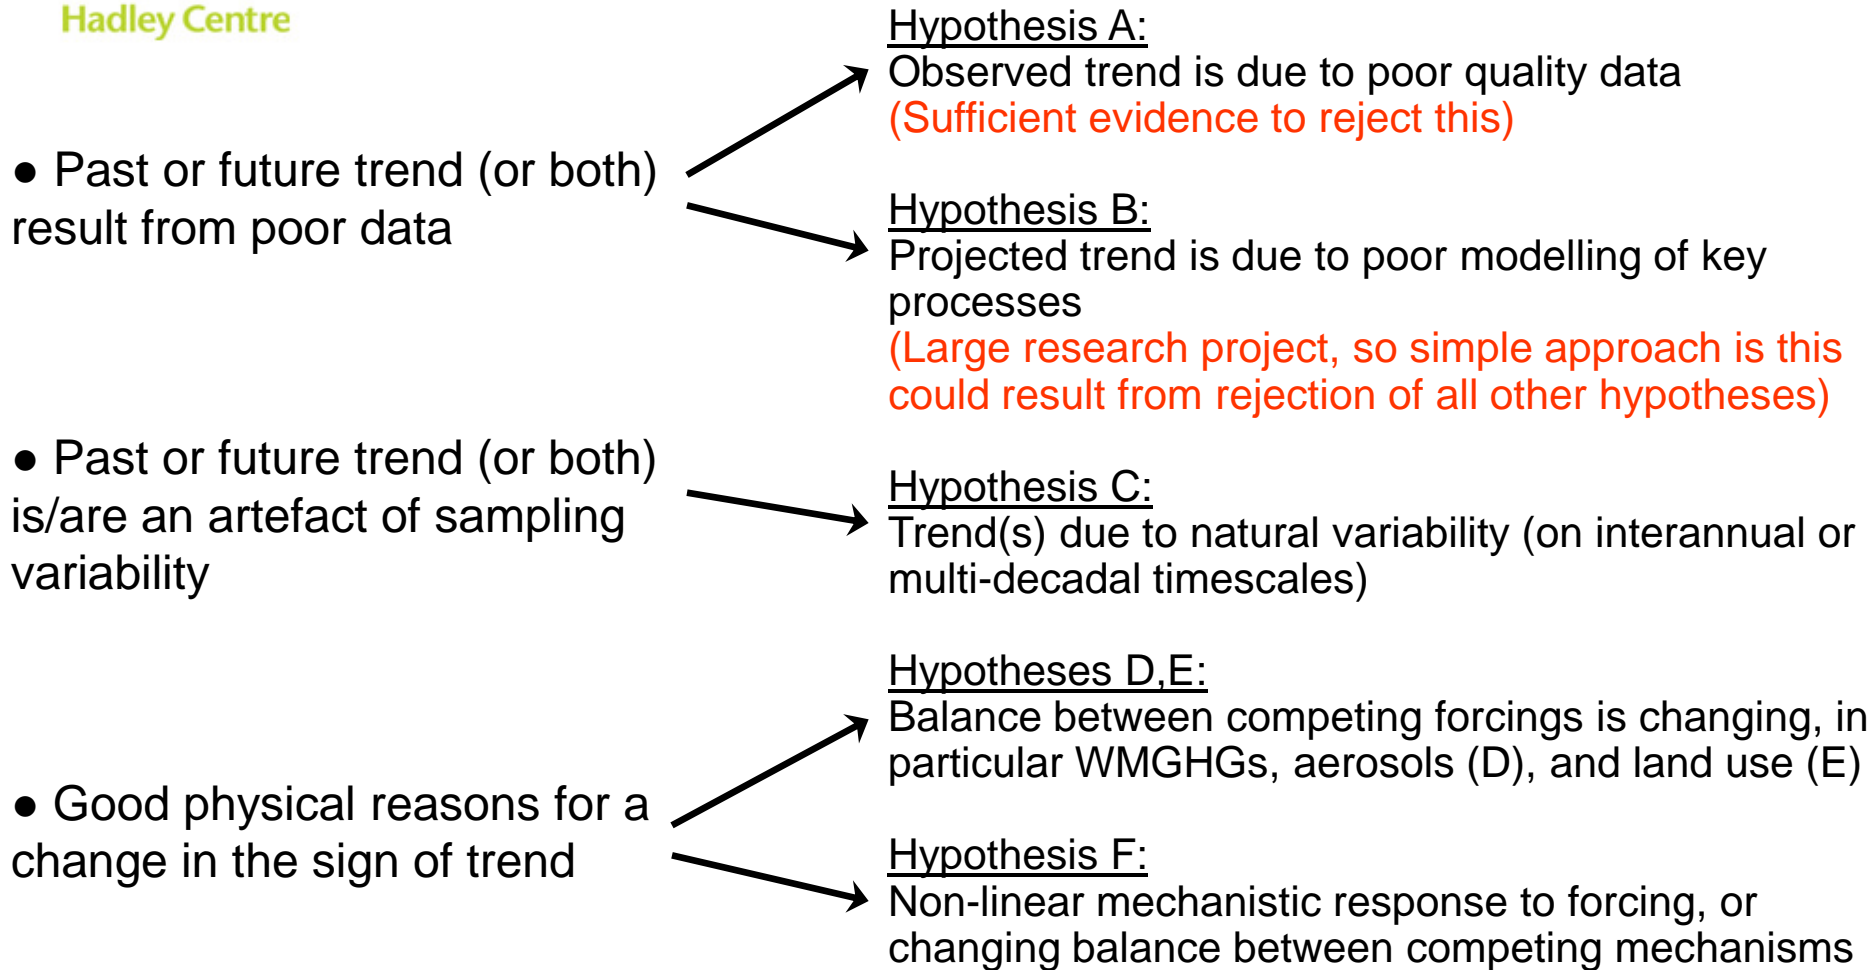 Hadley Centre
● Past or future trend (or both)
result from poor data
● Past or future trend (or both)
is/are an artefact of sampling
variability
● Good physical reasons for a
change in the sign of trend
Hypothesis A:
Observed trend is due to poor quality data
(Sufficient evidence to reject this)
Hypothesis B:
Projected trend is due to poor modelling of key
processes
(Large research project, so simple approach is this
could result from rejection of all other hypotheses)
Hypothesis C:
Trend(s) due to natural variability (on interannual or
multi-decadal timescales)
Hypotheses D,E:
Balance between competing forcings is changing, in
particular WMGHGs, aerosols (D), and land use (E)
Hypothesis F:
Non-linear mechanistic response to forcing, or
changing balance between competing mechanisms